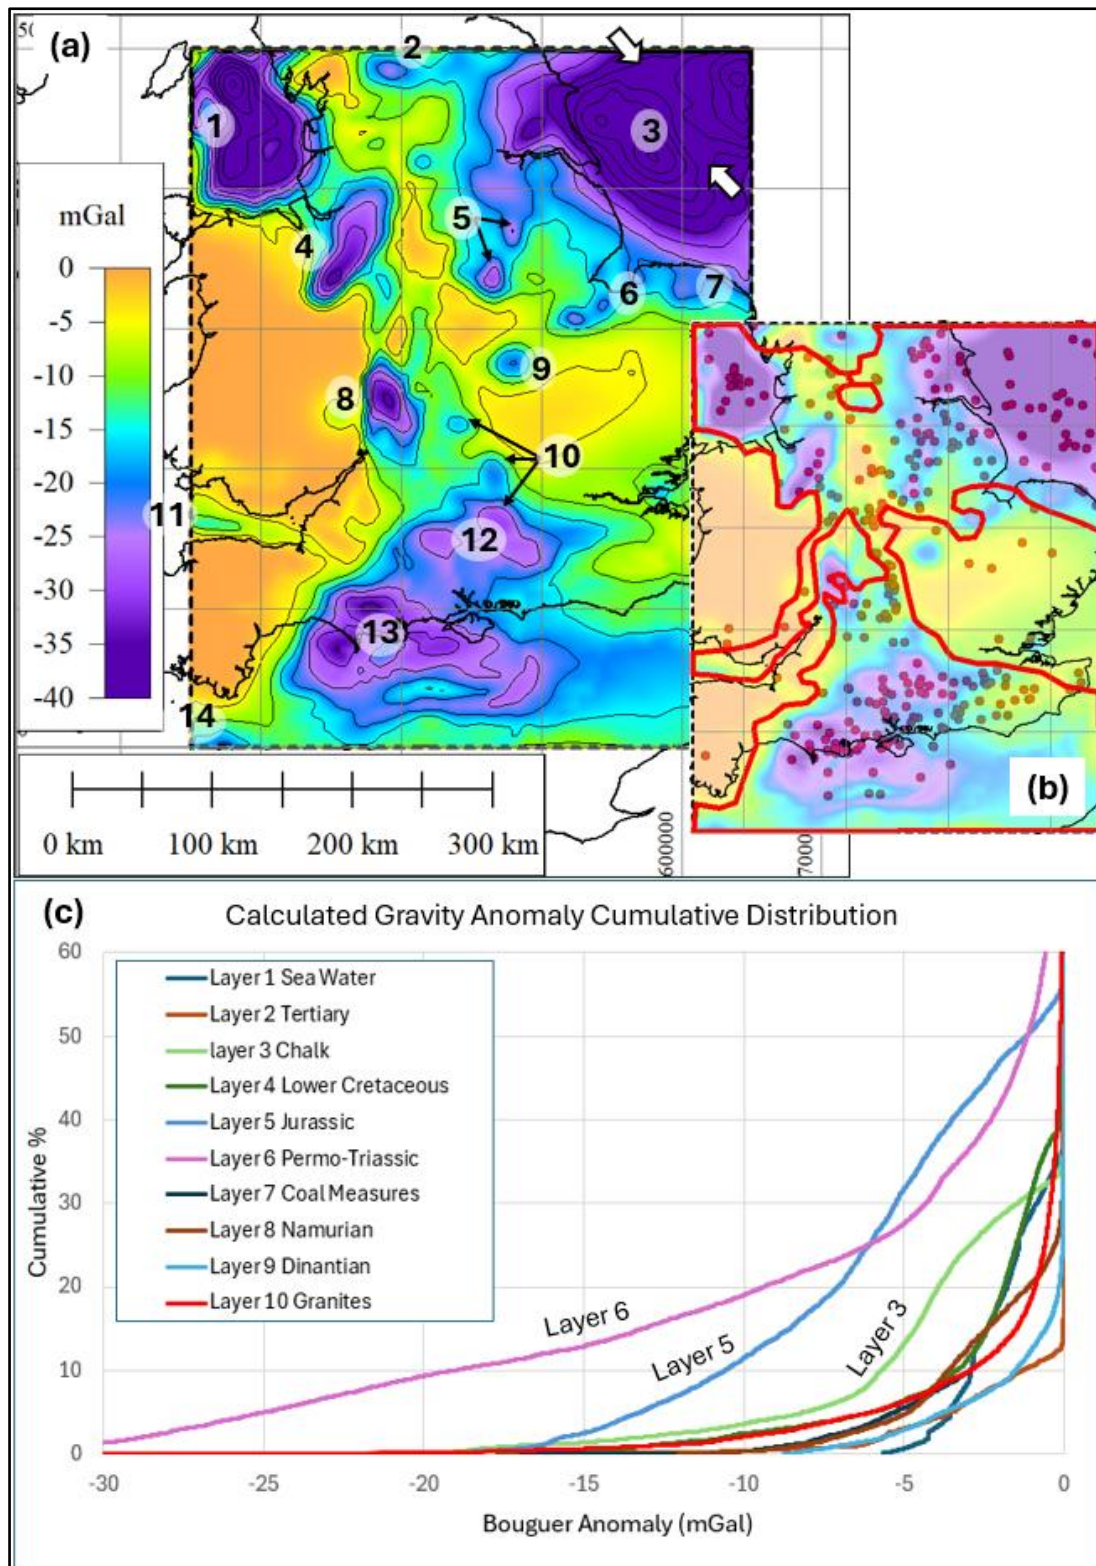 (a)
2
1
3
mGal
5
4
0
-5
-10
-15
-20
-25
-30
-35
-40
6
7
9
8
10
11
12
13
14
(b)
0 km
100 km
200 km
300 km
600000
(c)
Calculated Gravity Anomaly Cumulative Distribution
60
50
40
30
20
10
0
Cumulative %
Layer 1 Sea Water
Layer 2 Tertiary
layer 3 Chalk
Layer 4 Lower Cretaceous
Layer 5 Jurassic
Layer 6 Permo-Triassic
Layer 7 Coal Measures
Layer 8 Namurian
Layer 9 Dinantian
Layer 10 Granites
Layer 6
Layer 5
Layer 3
-30
-25
-20
-15
-10
-5
0
Bouguer Anomaly (mGal)